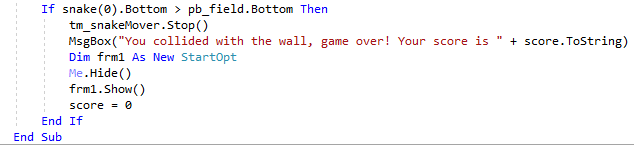 If snake(0).Bottom > pb_field.Bottom Then
tm_snakeMover.Stop()
MsgBox("You collided with the wall, game over! Your score is " + score.ToString)
Dim frm1 As New StartOpt
Me.Hide()
frm1.Show()
score = 0
End If
End Sub